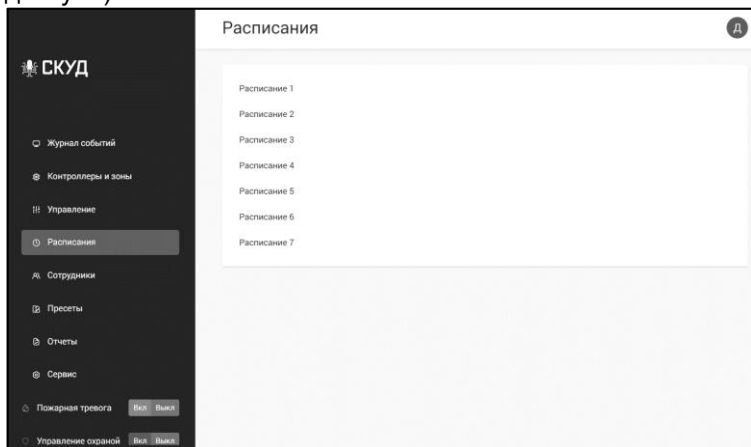 Расписания
Д
СКУД
Расписание 1
Расписание 2
Расписание 3
Расписание 4
Расписание 5
Расписание 6
Расписание 7
Журнал событий
Контроллеры и зоны
Управление
Расписания
Сотрудники
Пресеты
Отчеты
Сервис
Пожарная тревога Вкл Выкл
Управление охраной Вкл Выкл